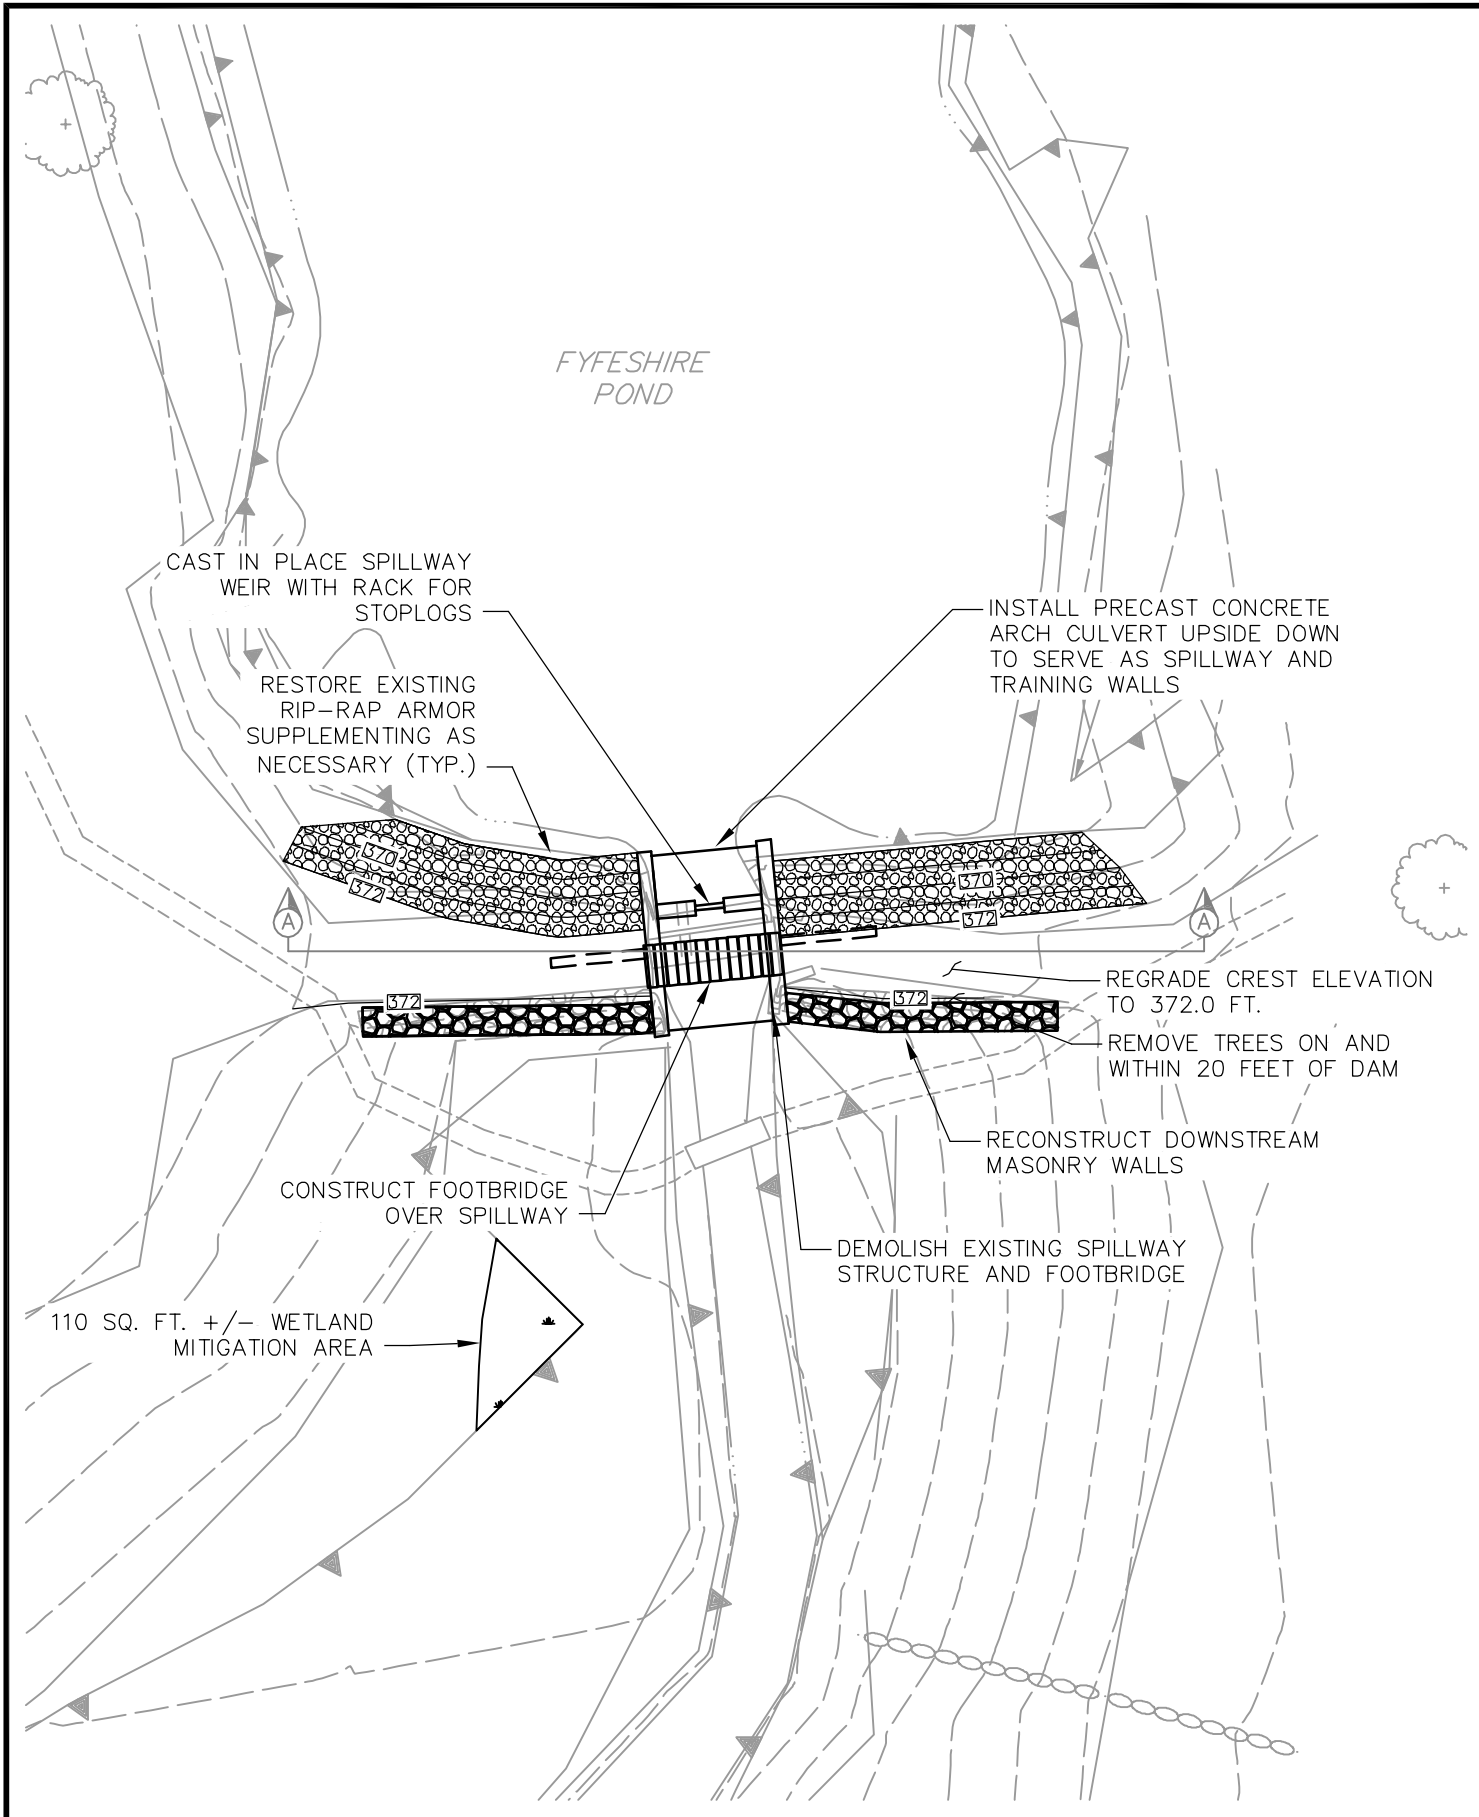 FYFESHIRE
POND
CAST IN PLACE SPILLWAY
WEIR WITH RACK FOR
STOPLOGS
INSTALL PRECAST CONCRETE
ARCH CULVERT UPSIDE DOWN
TO SERVE AS SPILLWAY AND
TRAINING WALLS
RESTORE EXISTING
RIP-RAP ARMOR
SUPPLEMENTING AS
NECESSARY (TYP.)
370
372
370
372
A
A
372
372
REGRADE CREST ELEVATION
TO 372.0 FT.
REMOVE TREES ON AND
WITHIN 20 FEET OF DAM
RECONSTRUCT DOWNSTREAM
MASONRY WALLS
CONSTRUCT FOOTBRIDGE
OVER SPILLWAY
DEMOLISH EXISTING SPILLWAY
STRUCTURE AND FOOTBRIDGE
110 SQ. FT. +/- WETLAND
MITIGATION AREA